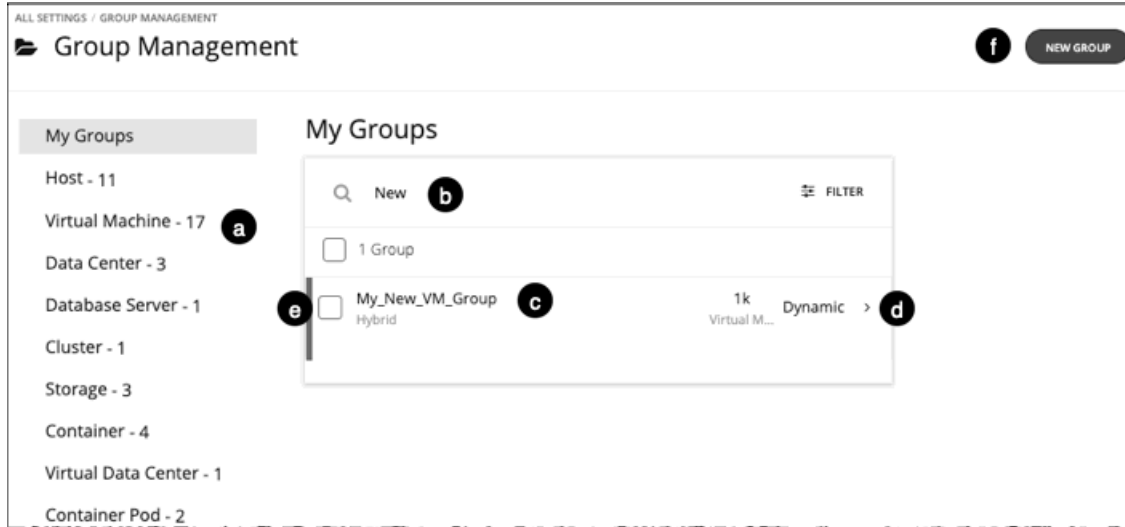 ALL SETTINGS / GROUP MANAGEMENT
Group Management
f
NEW GROUP
My Groups
Host - 11
Virtual Machine - 17
a
Data Center - 3
Database Server - 1
Cluster - 1
Storage - 3
Container - 4
Virtual Data Center - 1
Container Pod - 2
My Groups
New
b
FILTER
1 Group
e
My_New_VM_Group
c
Hybrid
1k
Virtual M...
Dynamic >
d